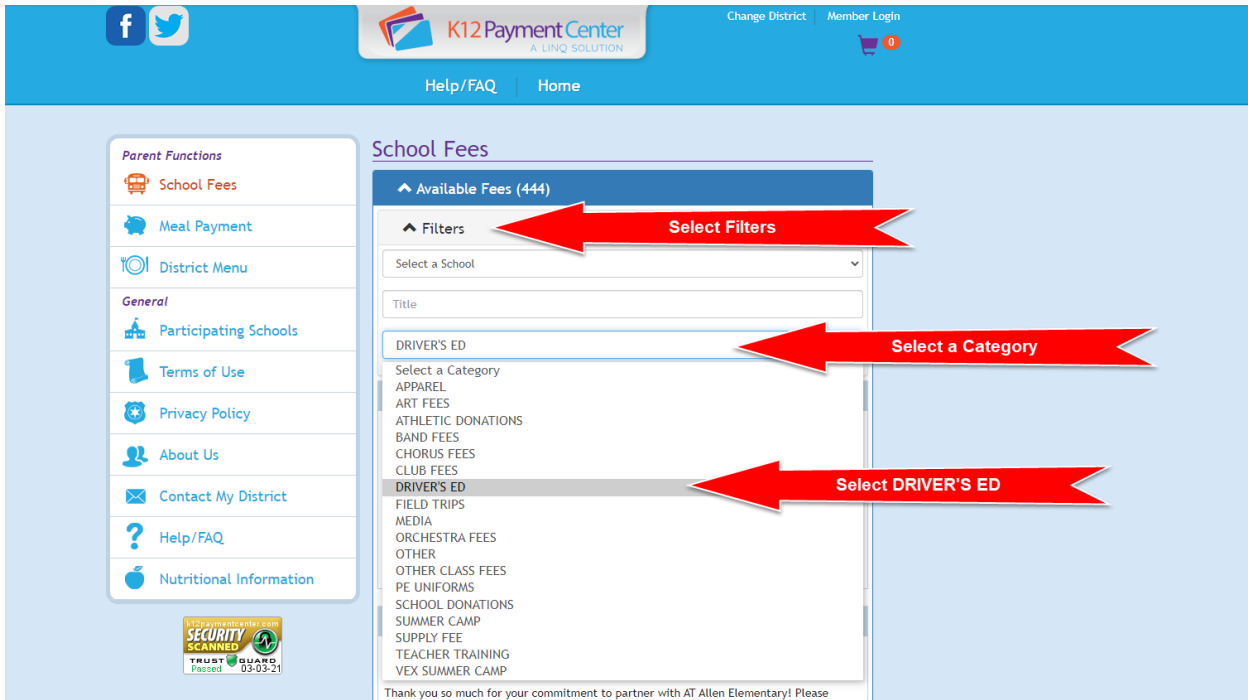 f
K12 Payment Center
A LINQ SOLUTION
Change District
Member Login
0
Help/FAQ
Home
Parent Functions
School Fees
Meal Payment
District Menu
General
Participating Schools
Terms of Use
Privacy Policy
About Us
Contact My District
Help/FAQ
Nutritional Information
k12paymentcenter.com
SECURITY
SCANNED
TRUST GUARD
Passed 03-03-21
School Fees
Available Fees (444)
Filters
Select Filters
Select a School
Title
DRIVER'S ED
Select a Category
Select a Category
APPAREL
ART FEES
ATHLETIC DONATIONS
BAND FEES
CHORUS FEES
CLUB FEES
DRIVER'S ED
Select DRIVER'S ED
FIELD TRIPS
MEDIA
ORCHESTRA FEES
OTHER
OTHER CLASS FEES
PE UNIFORMS
SCHOOL DONATIONS
SUMMER CAMP
SUPPLY FEE
TEACHER TRAINING
VEX SUMMER CAMP
Thank you so much for your commitment to partner with AT Allen Elementary! Please